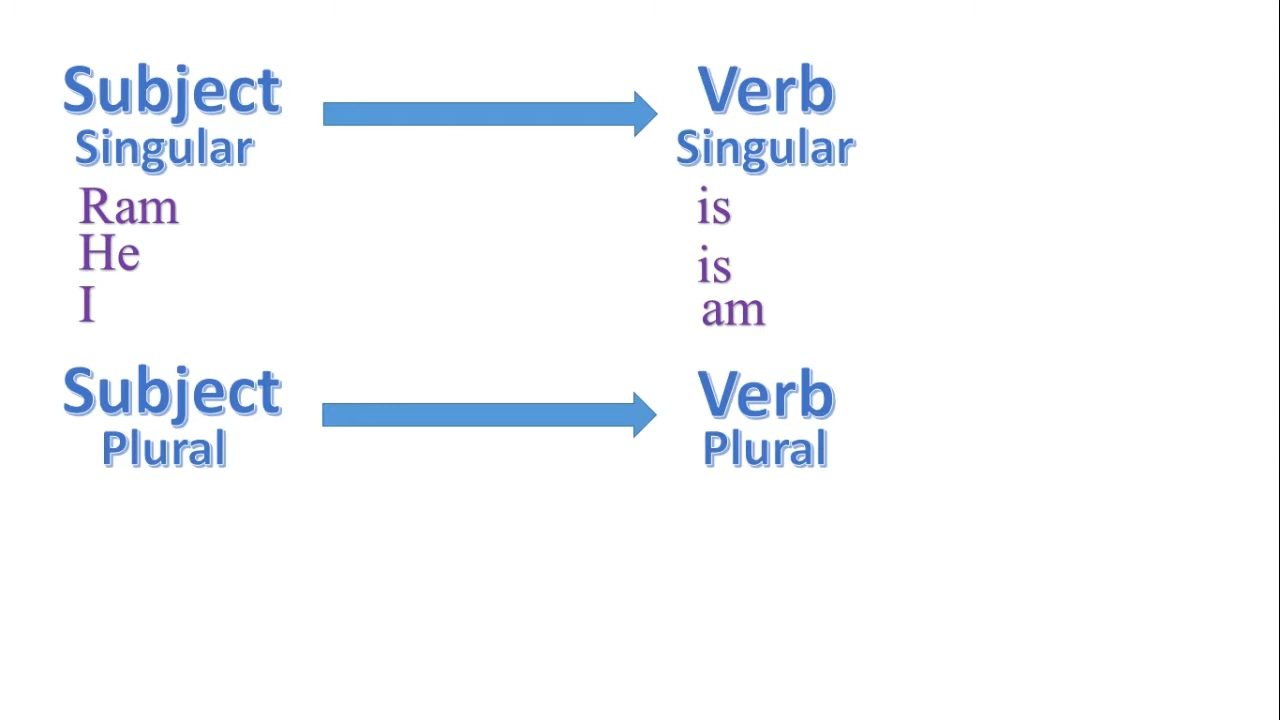 Subject Verb
Singular Singular
Ram is
He is
I am
Subject Verb
Plural Plural